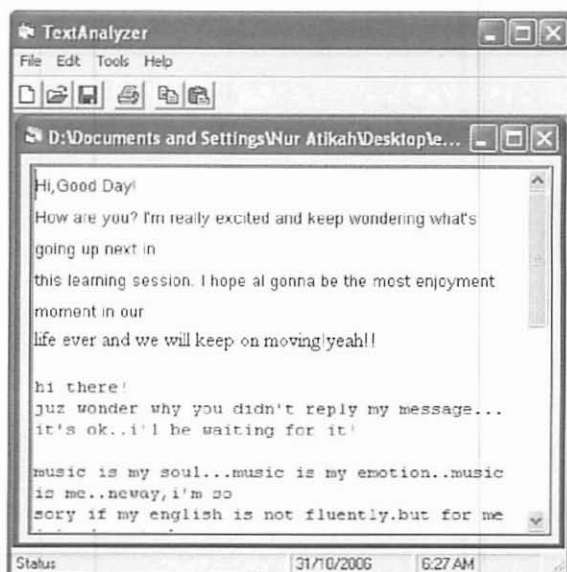 TextAnalyzer
File Edit Tools Help
D:\Documents and Settings\Nur Atikah\Desktop\e...
Hi,Good Day!
How are you? I'm really excited and keep wondering what's
going up next in
this learning session. I hope al gonna be the most enjoyment
moment in our
life ever and we will keep on moving!yeah!!
hi there!
juz wonder why you didn't reply my message...
it's ok..i'l be waiting for it!
music is my soul...music is my emotion..music
is me..neway,i'm so
sory if my english is not fluently.but for me
Status 31/10/2006 6:27 AM